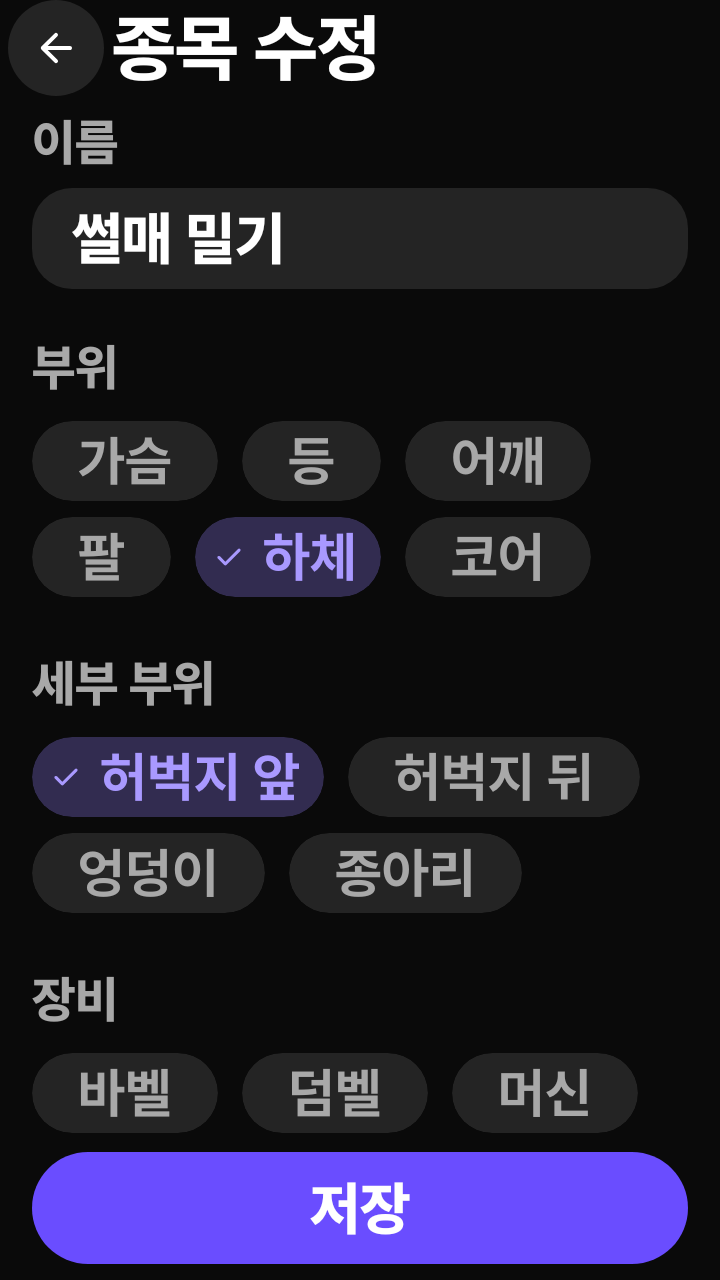 종목 수정
이름
썰매 밀기
부위
가슴 등 어깨
팔 하체 코어
세부 부위
허벅지 앞 허벅지 뒤
엉덩이 종아리
장비
바벨 덤벨 머신
저장